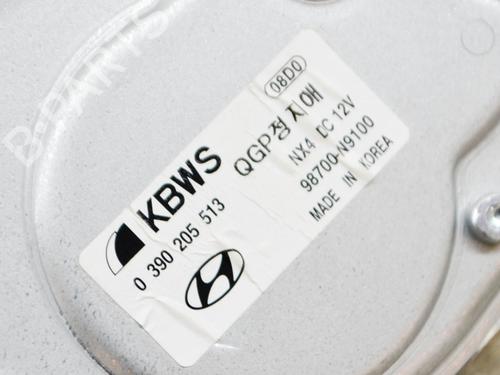 KBWS
0 390 205 513
08D0
QGP정지애
NX4 DC 12V
98700-N9100
MADE IN KOREA
B-PARTS